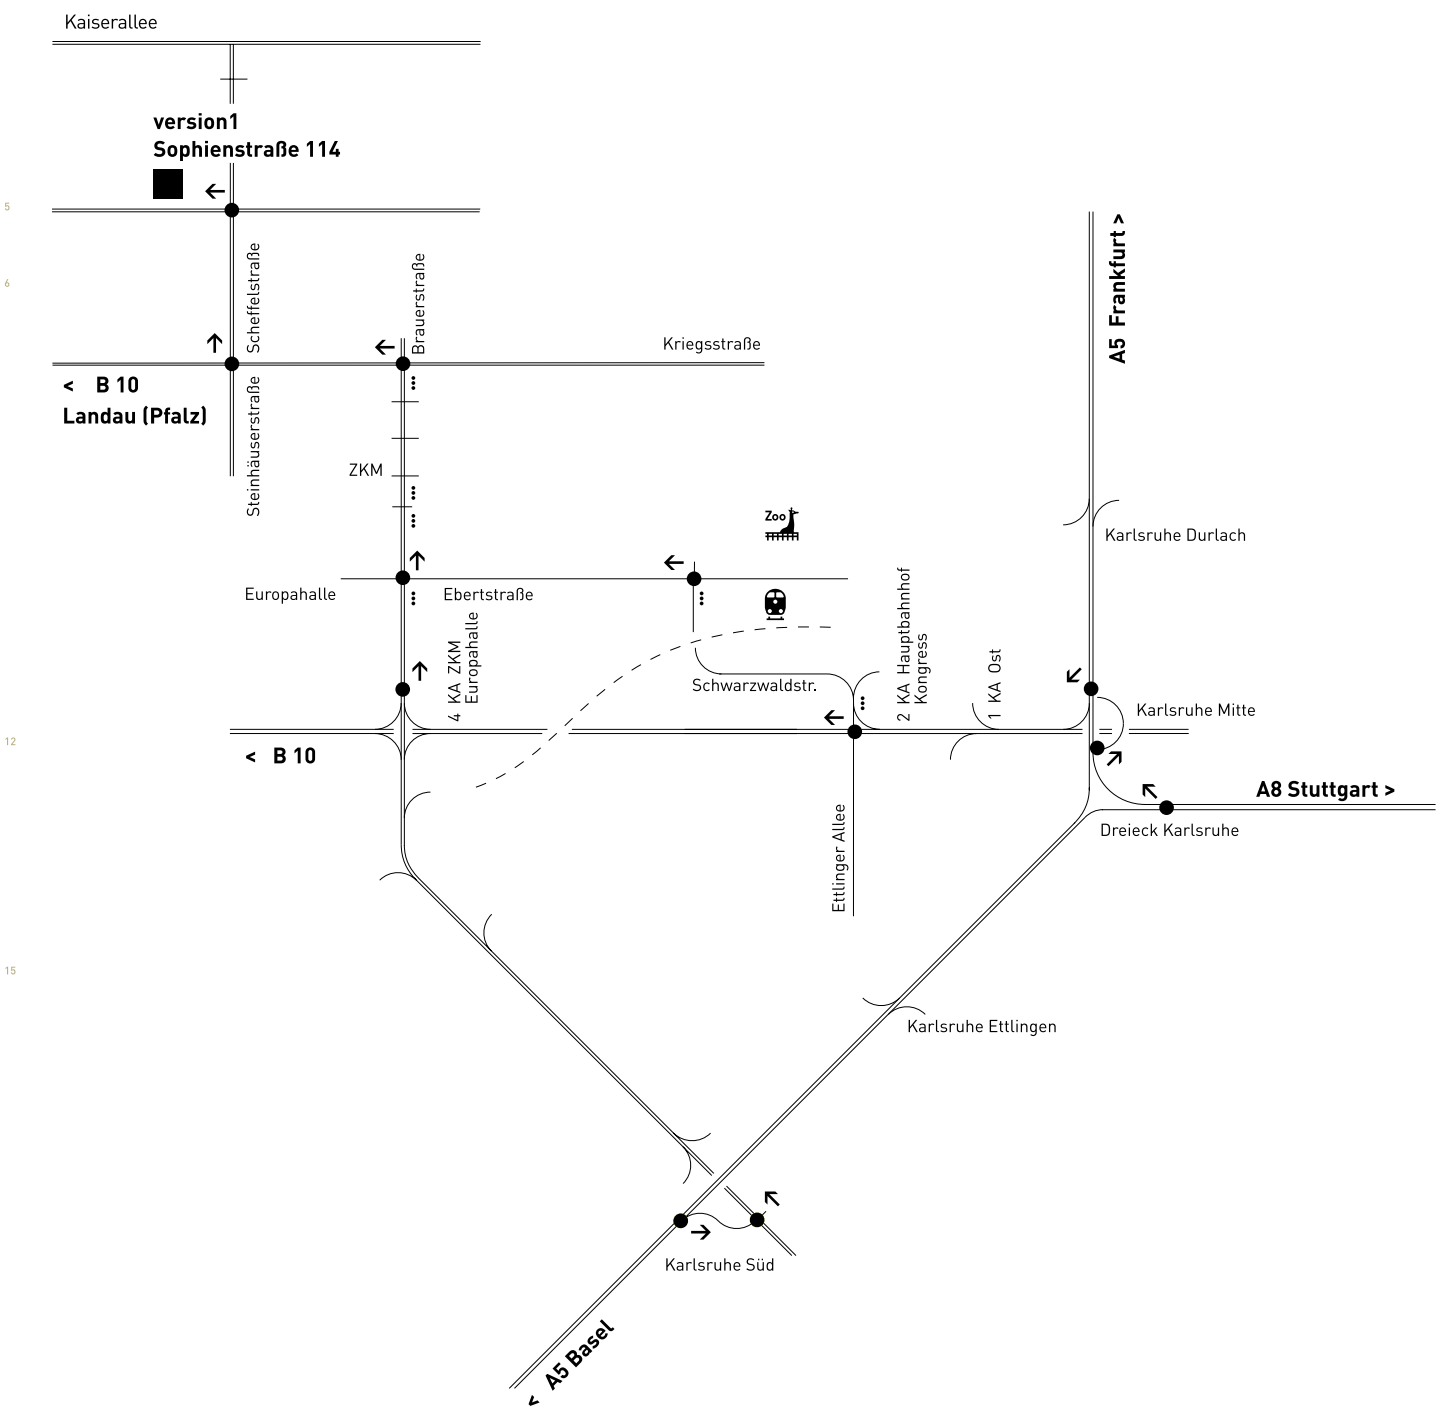 Kaiserallee
version1
Sophienstraße 114
5
6
Scheffelstraße
Brauerstraße
A5 Frankfurt >
Kriegsstraße
< B 10
Landau (Pfalz)
Steinhäuserstraße
ZKM
Zoo
Karlsruhe Durlach
Europahalle
Ebertstraße
4 KA ZKM
Europahalle
Schwarzwaldstr.
2 KA Hauptbahnhof
Kongress
1 KA Ost
Karlsruhe Mitte
12
< B 10
A8 Stuttgart >
Dreieck Karlsruhe
Ettlinger Allee
15
Karlsruhe Ettlingen
Karlsruhe Süd
< A5 Basel